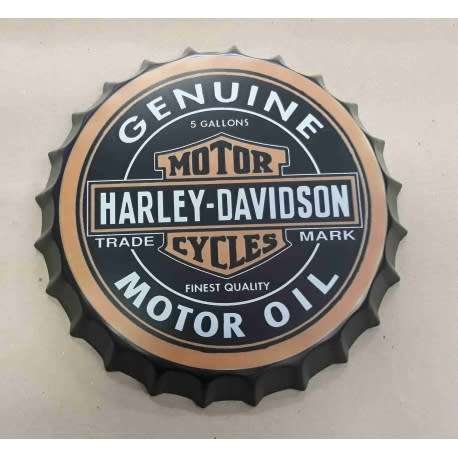 GENUINE
5 GALLONS
MOTOR
HARLEY-DAVIDSON
TRADE MARK
CYCLES
FINEST QUALITY
MOTOR OIL